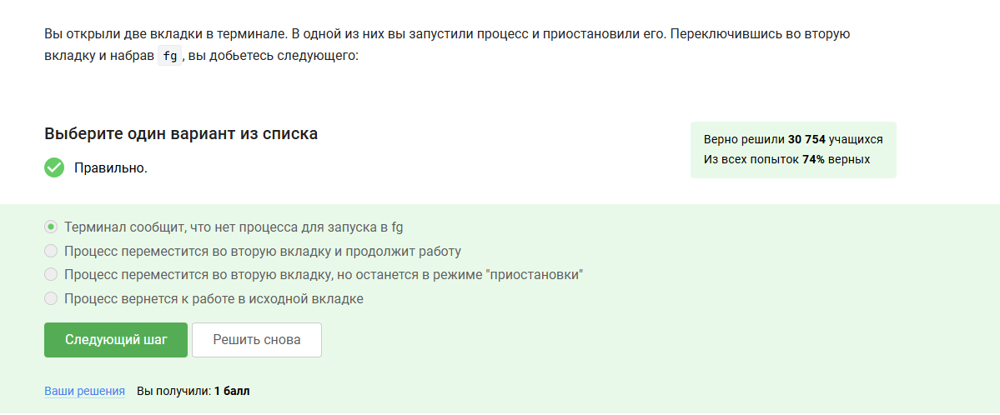 Вы открыли две вкладки в терминале. В одной из них вы запустили процесс и приостановили его. Переключившись во вторую
вкладку и набрав fg, вы добьетесь следующего:
Выберите один вариант из списка
Правильно.
Верно решили 30 754 учащихся
Из всех попыток 74% верных
Терминал сообщит, что нет процесса для запуска в fg
Процесс переместится во вторую вкладку и продолжит работу
Процесс переместится во вторую вкладку, но останется в режиме "приостановки"
Процесс вернется к работе в исходной вкладке
Следующий шаг
Решить снова
Ваши решения Вы получили: 1 балл